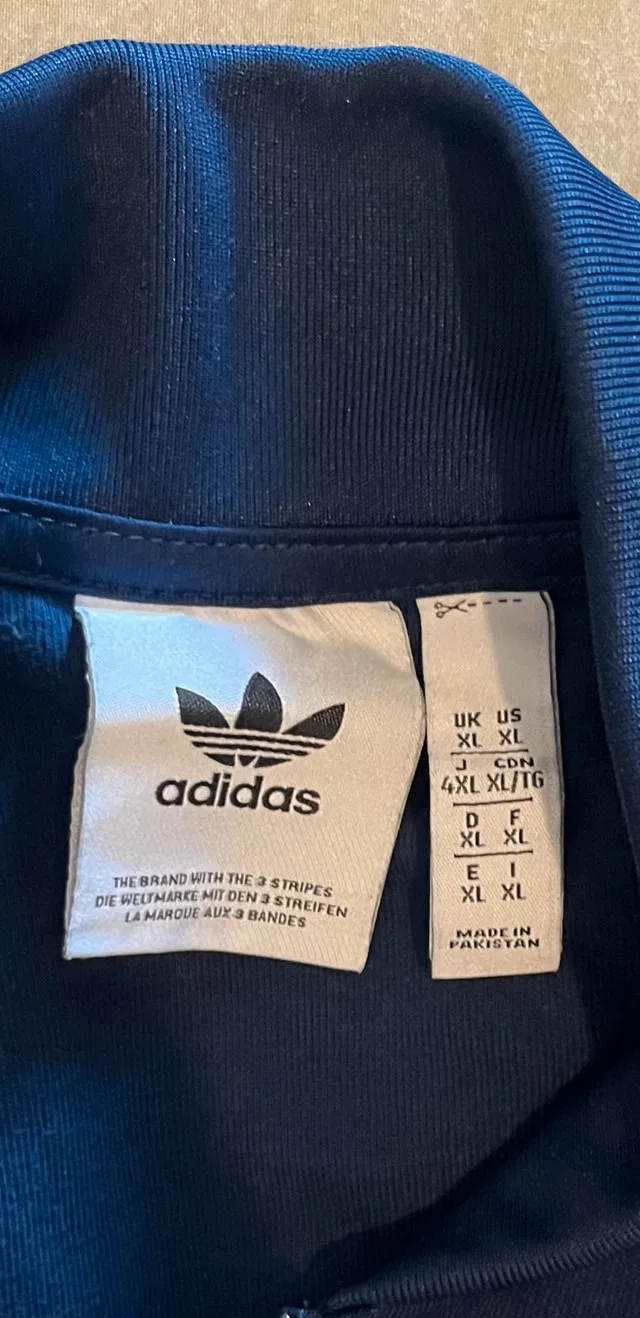 adidas
THE BRAND WITH THE 3 STRIPES
DIE WELTMARKE MIT DEN 3 STREIFEN
LA MARQUE AUX 3 BANDES
UK US
XL XL
J CDN
4XL XL/TG
D F
XL XL
E I
XL XL
MADE IN
PAKISTAN